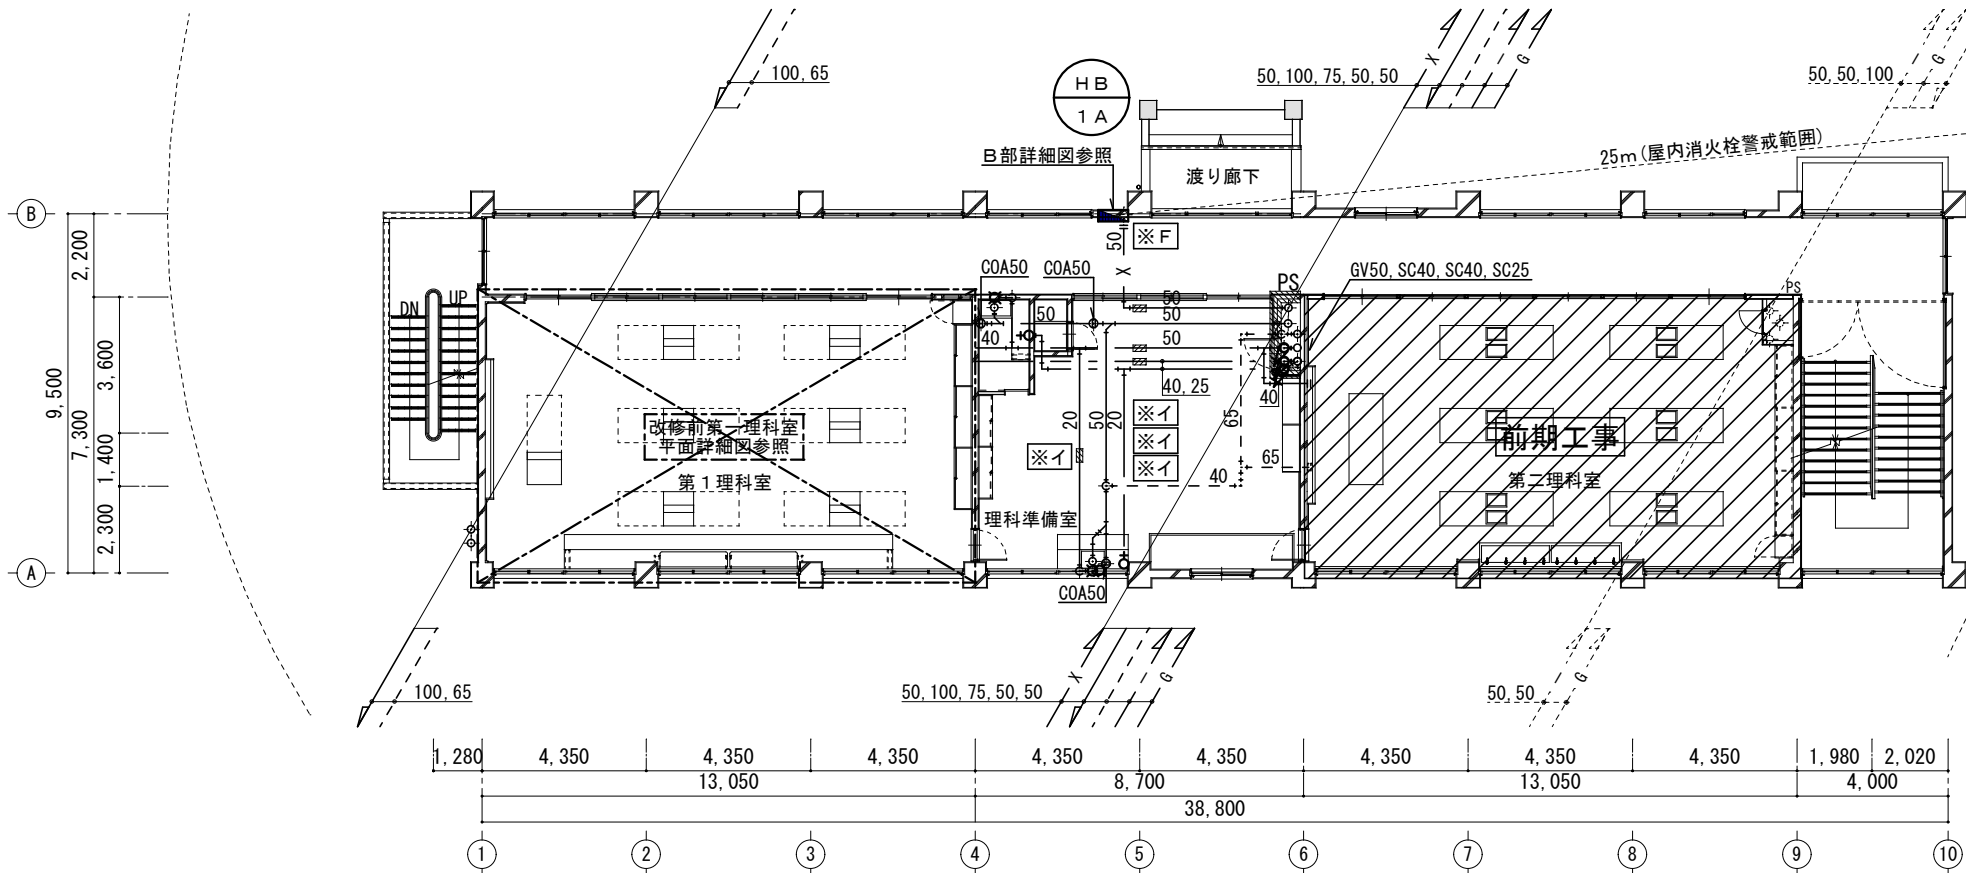 100,65
HB
1A
50,100,75,50,50
X
G
50,50,100
G
B部詳細図参照
25m(屋内消火栓警戒範囲)
渡り廊下
B
50
※F
X
COA50
COA50
PS
GV50,SC40,SC40,SC25
PS
2,200
DN
UP
50
50
50
50
40
40,25
40
9,500
7,300
3,600
1,400
2,300
改修前第一理科室
平面詳細図参照
第1理科室
20
50
20
65
※イ
※イ
※イ
※イ
65
40
前期工事
第二理科室
理科準備室
X
A
COA50
100,65
50,100,75,50,50
X
G
50,50
G
1,280
4,350
4,350
4,350
4,350
4,350
4,350
4,350
4,350
1,980
2,020
13,050
8,700
13,050
4,000
38,800
1
2
3
4
5
6
7
8
9
10